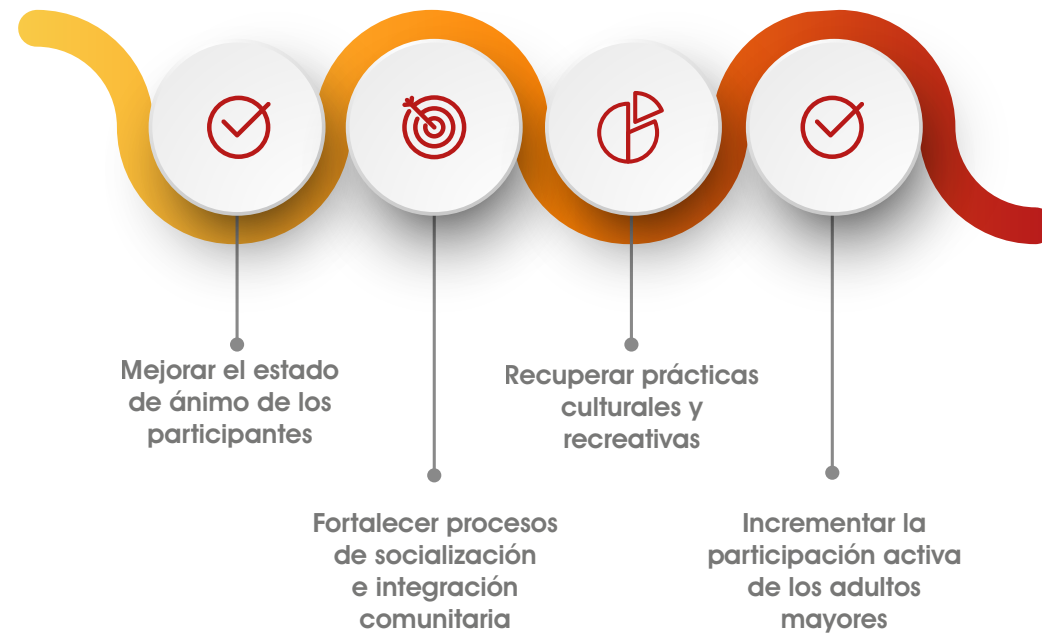 Mejorar el estado
de ánimo de los
participantes
Fortalecer procesos
de socialización
e integración
comunitaria
Recuperar prácticas
culturales y
recreativas
Incrementar la
participación activa
de los adultos
mayores